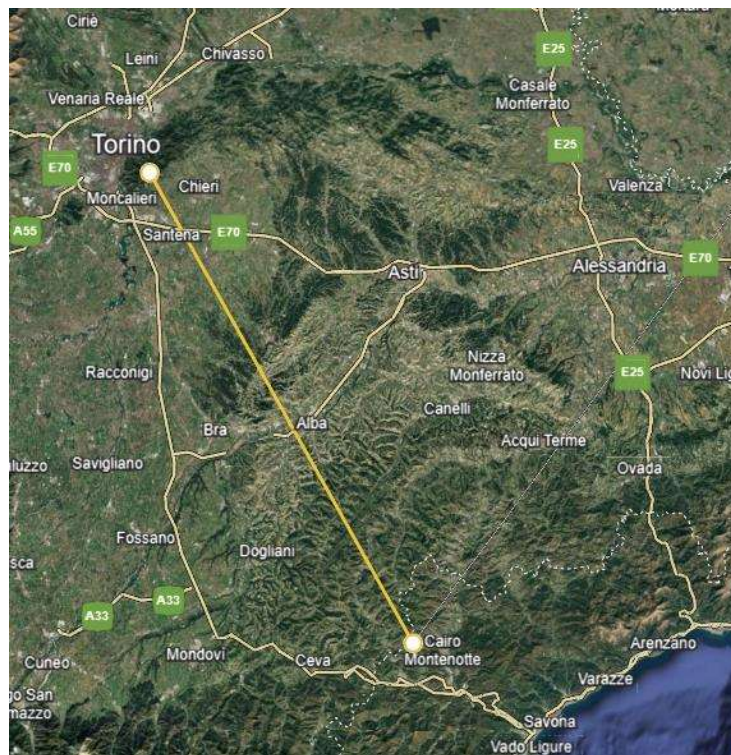 Ciriè
Leini
Chivasso
E25
Casale
Monferrato
Venaria Reale
Torino
E25
E70
Chieri
Valenza
Moncalieri
A55
Santena
E70
Asti
Alessandria
E70
Racconigi
Nizza
Monferrato
E25
Novi Lig
Canelli
Bra
Alba
Acqui Terme
Savigliano
Ovada
Fossano
Dogliani
A33
A33
Cairo
Montenotte
Arenzano
Cuneo
Mondovì
Ceva
Varazze
Savona
Vado Ligure